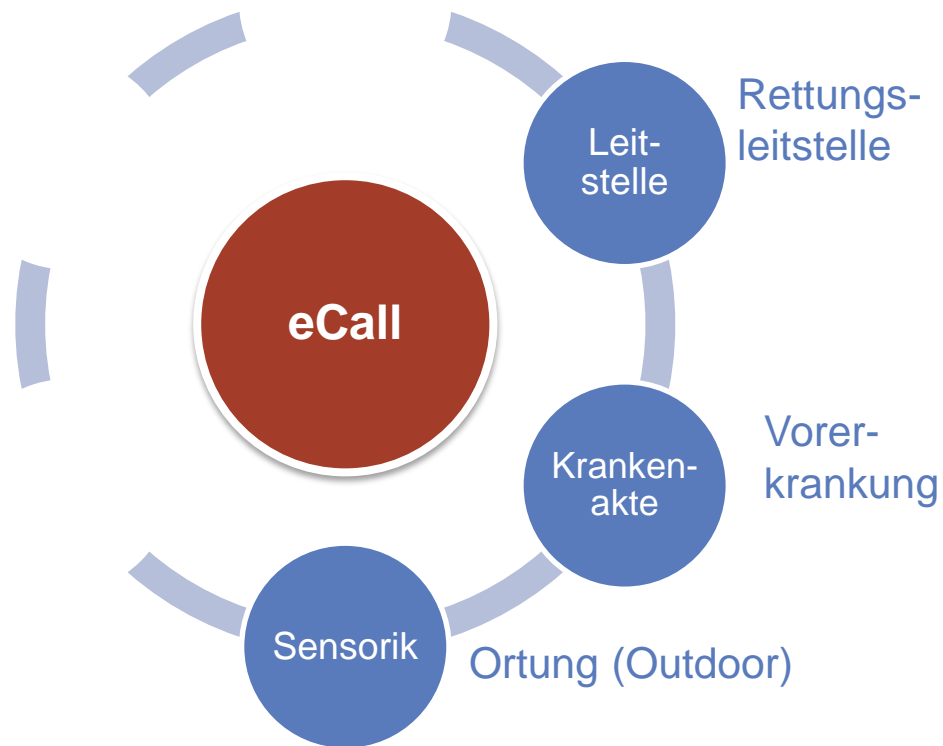 Leit-
stelle
Rettungs-
leitstelle
eCall
Kranken-
akte
Vorer-
krankung
Sensorik
Ortung (Outdoor)